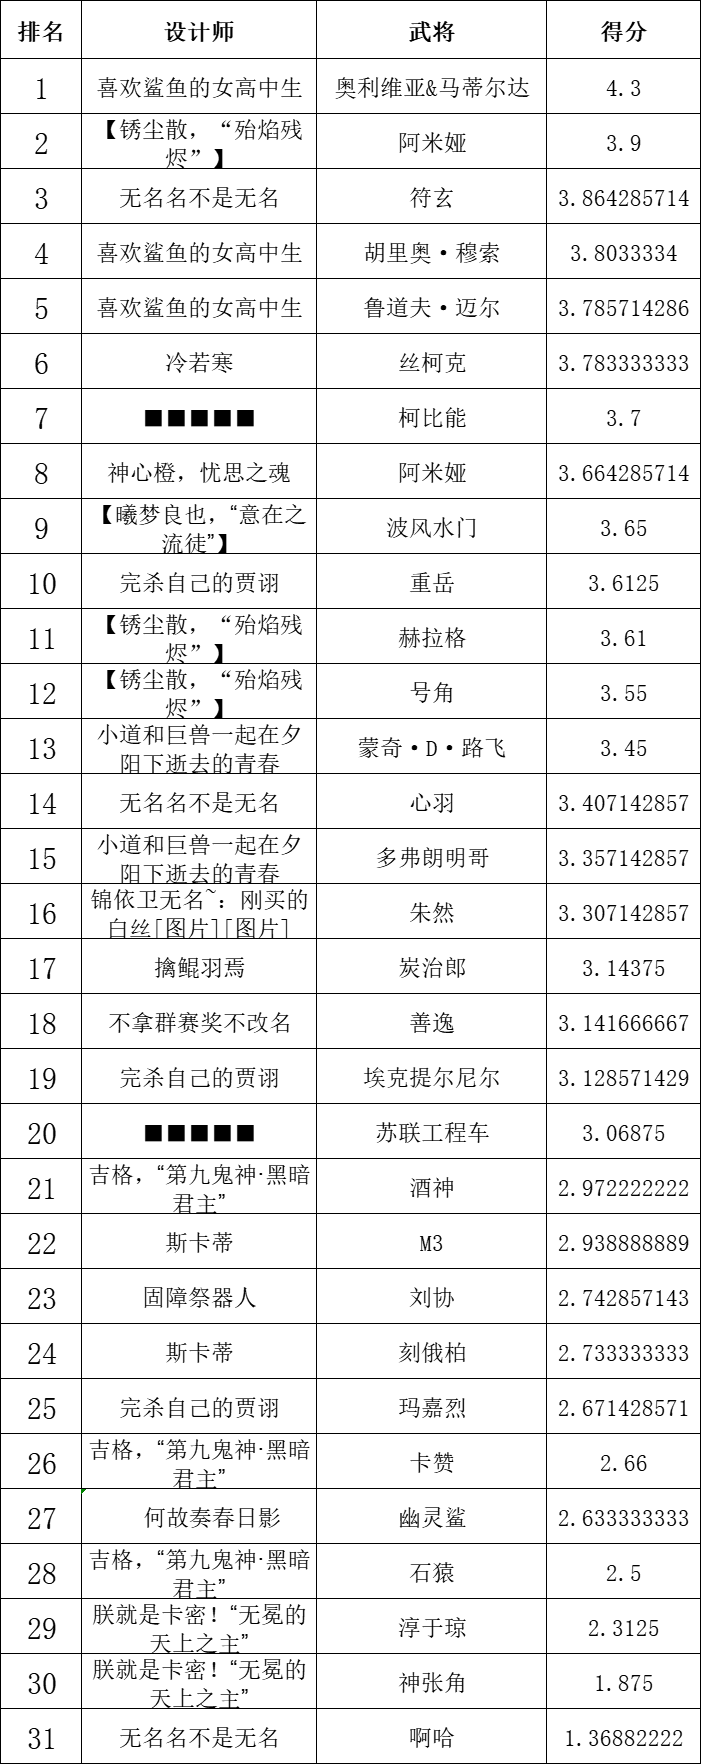 排名 设计师 武将 得分
1 喜欢鲨鱼的女高中生 奥利维亚&马蒂尔达 4.3
2 【锈尘散，“殆焰残 阿米娅 3.9
烬”】
3 无名名不是无名 符玄 3.864285714
4 喜欢鲨鱼的女高中生 胡里奥·穆索 3.8033334
5 喜欢鲨鱼的女高中生 鲁道夫·迈尔 3.785714286
6 冷若寒 丝柯克 3.783333333
7 ■■■■■ 柯比能 3.7
8 神心橙，忧思之魂 阿米娅 3.664285714
9 【曦梦良也，“意在之 波风水门 3.65
流徒”】
10 完杀自己的贾诩 重岳 3.6125
11 【锈尘散，“殆焰残 赫拉格 3.61
烬”】
12 【锈尘散，“殆焰残 号角 3.55
烬”】
13 小道和巨兽一起在夕 蒙奇·D·路飞 3.45
阳下逝去的青春
14 无名名不是无名 心羽 3.407142857
15 小道和巨兽一起在夕 多弗朗明哥 3.357142857
阳下逝去的青春
16 锦依卫无名~：刚买的 朱然 3.307142857
白丝[图片][图片]
17 擒鲲羽焉 炭治郎 3.14375
18 不拿群赛奖不改名 善逸 3.141666667
19 完杀自己的贾诩 埃克提尔尼尔 3.128571429
20 ■■■■■ 苏联工程车 3.06875
21 吉格，“第九鬼神·黑暗 酒神 2.972222222
君主”
22 斯卡蒂 M3 2.938888889
23 固障祭器人 刘协 2.742857143
24 斯卡蒂 刻俄柏 2.733333333
25 完杀自己的贾诩 玛嘉烈 2.671428571
26 吉格，“第九鬼神·黑暗 卡赞 2.66
君主”
27 何故奏春日影 幽灵鲨 2.633333333
28 吉格，“第九鬼神·黑暗 石猿 2.5
君主”
29 朕就是卡密！“无冕的 淳于琼 2.3125
天上之主”
30 朕就是卡密！“无冕的 神张角 1.875
天上之主”
31 无名名不是无名 啊哈 1.36882222